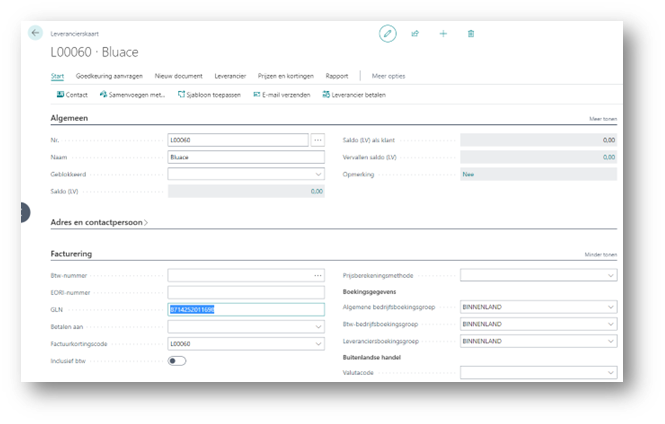 Leverancierskaart
L00060 · Bluace
Start Goedkeuring aanvragen Nieuw document Leverancier Prijzen en kortingen Rapport Meer opties
Contact Samenvoegen met... Sjabloon toepassen E-mail verzenden Leverancier betalen
Algemeen Meer tonen
Nr. L00060 Saldo (LV) als klant 0,00
Naam Bluace Vervallen saldo (LV) 0,00
Geblokkeerd Opmerking Nee
Saldo (LV) 0,00
Adres en contactpersoon
Facturering Minder tonen
Btw-nummer Prijsberekeningsmethode
EORI-nummer Boekingsgegevens
GLN 8714252011698 Algemene bedrijfsboekingsgroep BINNENLAND
Betalen aan Btw-bedrijfsboekingsgroep BINNENLAND
Factuurkortingscode L00060 Leveranciersboekingsgroep BINNENLAND
Inclusief btw Buitenlandse handel
Valutacode